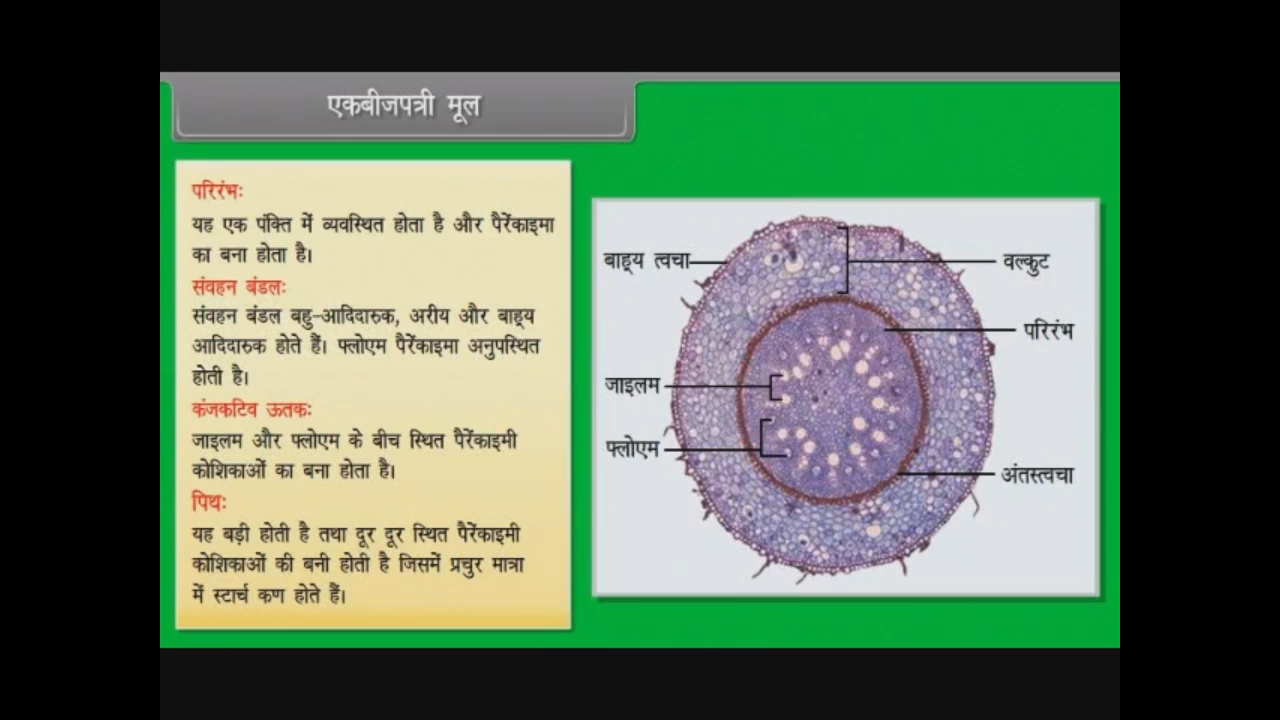 एकबीजपत्री मूल
परिरंभः
यह एक पंक्ति में व्यवस्थित होता है और पैरेंकाइमा
का बना होता है।
संवहन बंडलः
संवहन बंडल बहु-आदिदारुक, अरीय और बाह्य
आदिदारुक होते हैं। फ्लोएम पैरेंकाइमा अनुपस्थित
होती है।
कंजकटिव ऊतकः
जाइलम और फ्लोएम के बीच स्थित पैरेंकाइमी
कोशिकाओं का बना होता है।
पिथः
यह बड़ी होती है तथा दूर दूर स्थित पैरेंकाइमी
कोशिकाओं की बनी होती है जिसमें प्रचुर मात्रा
में स्टार्च कण होते हैं।
बाह्य त्वचा
वल्कुट
परिरंभ
जाइलम
फ्लोएम
अंतस्त्वचा